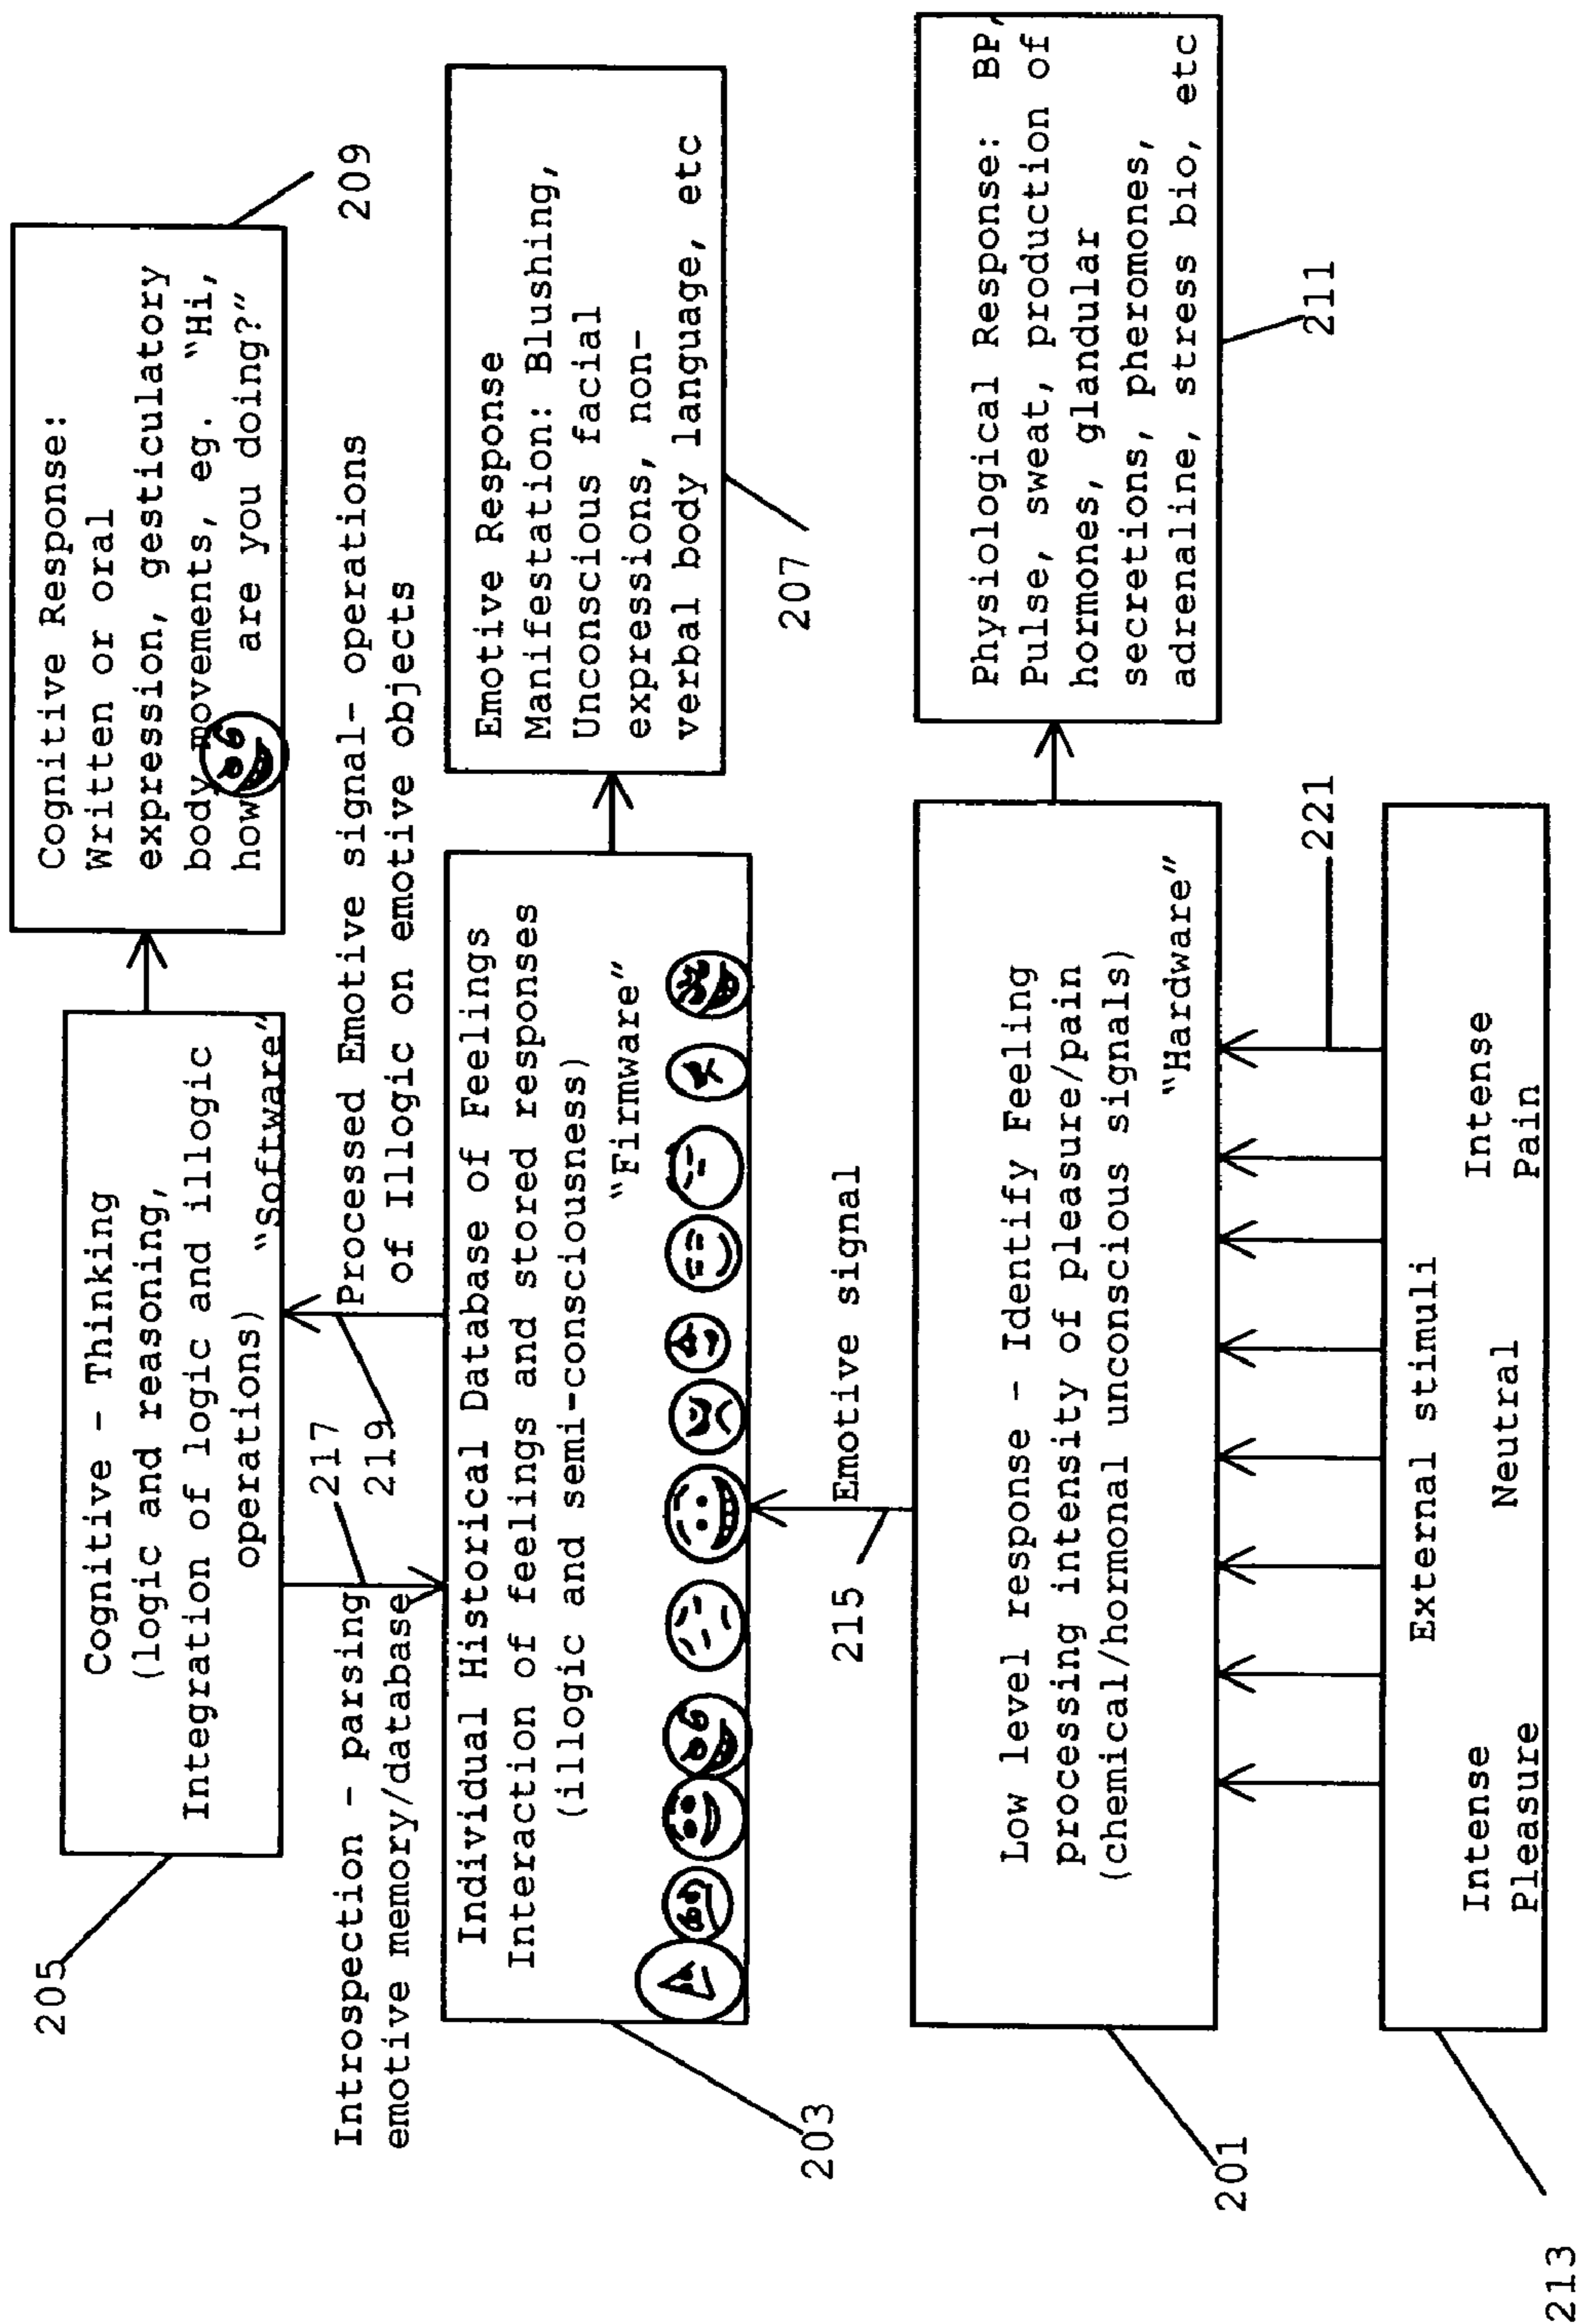 205
Cognitive - Thinking
(logic and reasoning,
Integration of logic and illogic
operations)
"Software"
Cognitive Response:
Written or oral
expression, gesticulatory
body movements, eg. "Hi,
how are you doing?"
209
Introspection - parsing
emotive memory/database
217
219
Processed Emotive signal- operations
of Illogic on emotive objects
Individual Historical Database of Feelings
Interaction of feelings and stored responses
(illogic and semi-consciousness)
"Firmware"
203
Emotive Response
Manifestation: Blushing,
Unconscious facial
expressions, non-
verbal body language, etc
207
215
Emotive signal
Low level response - Identify Feeling
processing intensity of pleasure/pain
(chemical/hormonal unconscious signals)
"Hardware"
201
Physiological Response: BP,
Pulse, sweat, production of
hormones, glandular
secretions, pheromones,
adrenaline, stress bio, etc
211
221
External stimuli
Intense
Pleasure
Neutral
Intense
Pain
213